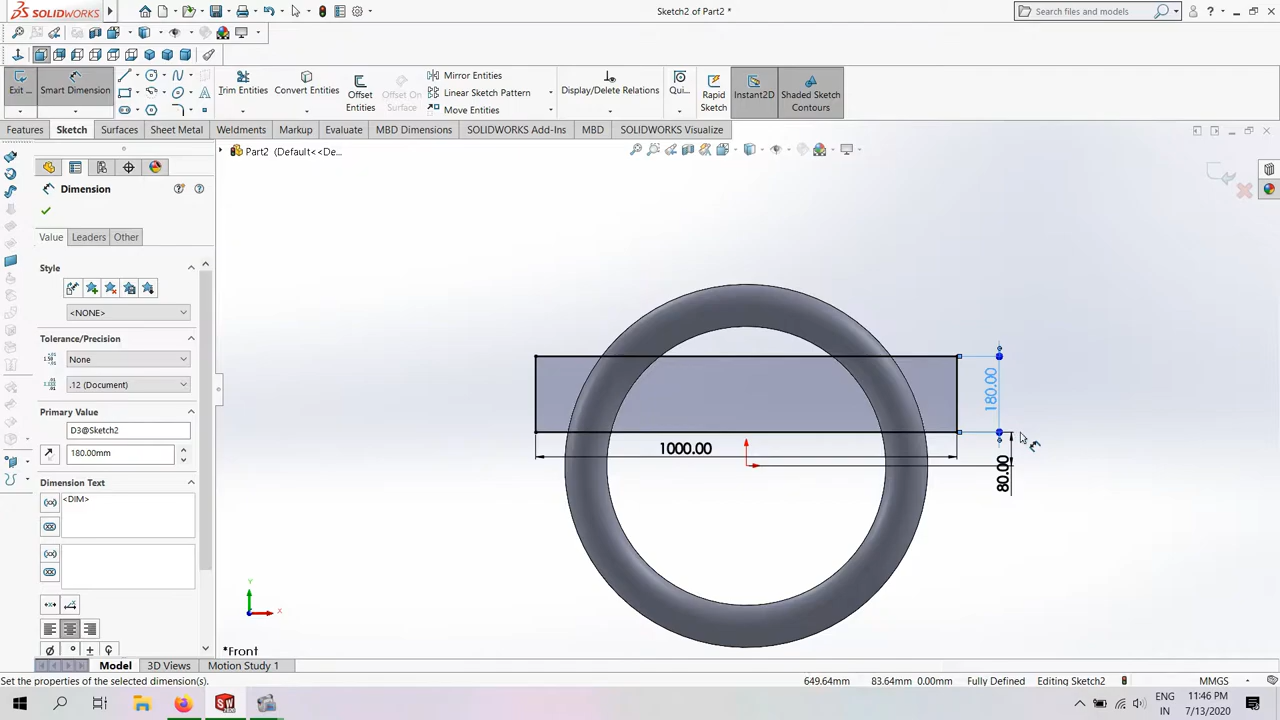 SOLIDWORKS
Sketch2 of Part2 *
Search files and models
Exit ...
Smart Dimension
Trim Entities
Convert Entities
Offset Entities
Offset On Surface
Mirror Entities
Linear Sketch Pattern
Move Entities
Display/Delete Relations
Qui...
Rapid Sketch
Instant2D
Shaded Sketch Contours
Features
Sketch
Surfaces
Sheet Metal
Weldments
Markup
Evaluate
MBD Dimensions
SOLIDWORKS Add-Ins
MBD
SOLIDWORKS Visualize
Part2 (Default<<De...
Dimension
Value
Leaders
Other
Style
<NONE>
Tolerance/Precision
None
.12 (Document)
Primary Value
D3@Sketch2
180.00mm
Dimension Text
<DIM>
180.00
1000.00
80.00
Y
X
*Front
Model
3D Views
Motion Study 1
Set the properties of the selected dimension(s).
649.64mm
83.64mm 0.00mm
Fully Defined
Editing Sketch2
MMGS
ENG
IN
11:46 PM
7/13/2020